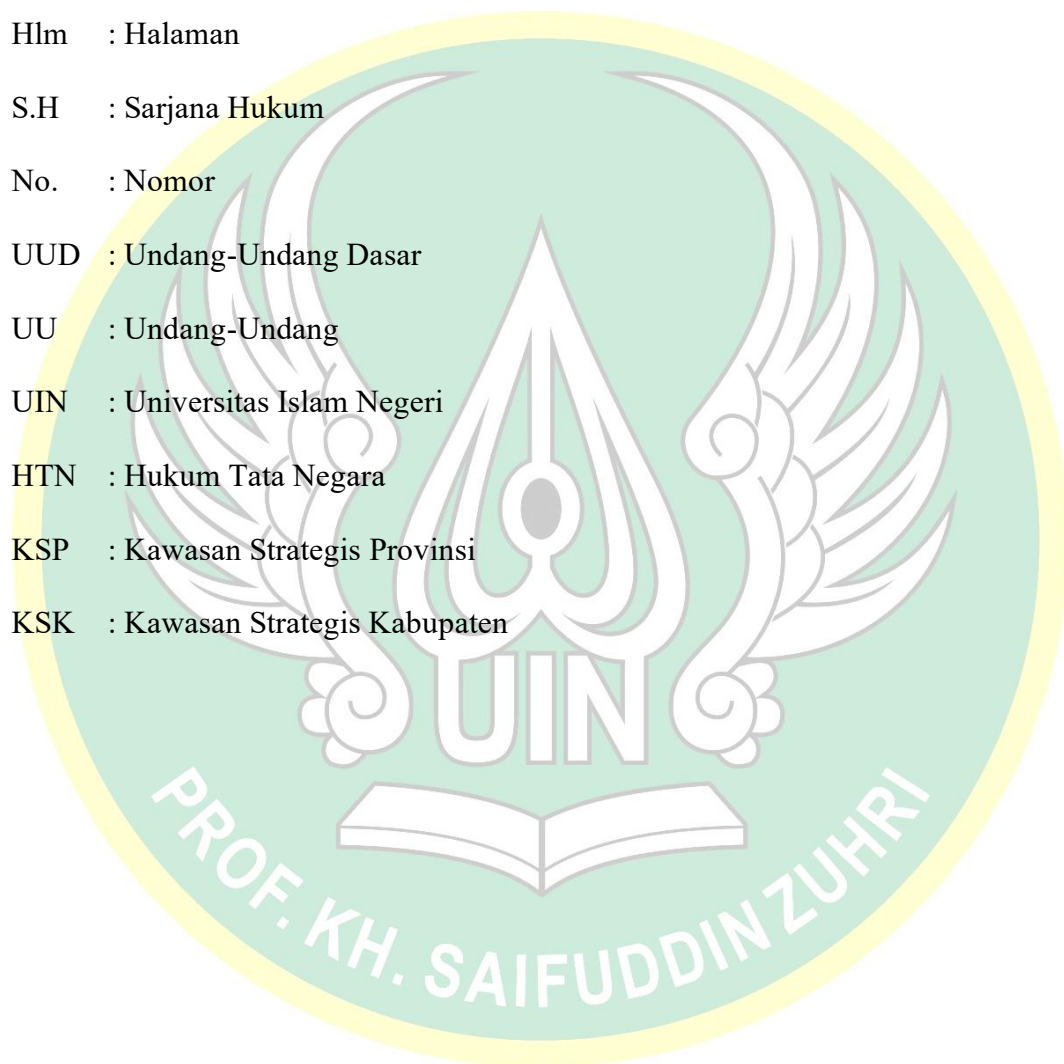 Hlm : Halaman
S.H : Sarjana Hukum
No. : Nomor
UUD : Undang-Undang Dasar
UU : Undang-Undang
UIN : Universitas Islam Negeri
HTN : Hukum Tata Negara
KSP : Kawasan Strategis Provinsi
KSK : Kawasan Strategis Kabupaten
UIN
PROF. KH. SAIFUDDIN ZUHRI